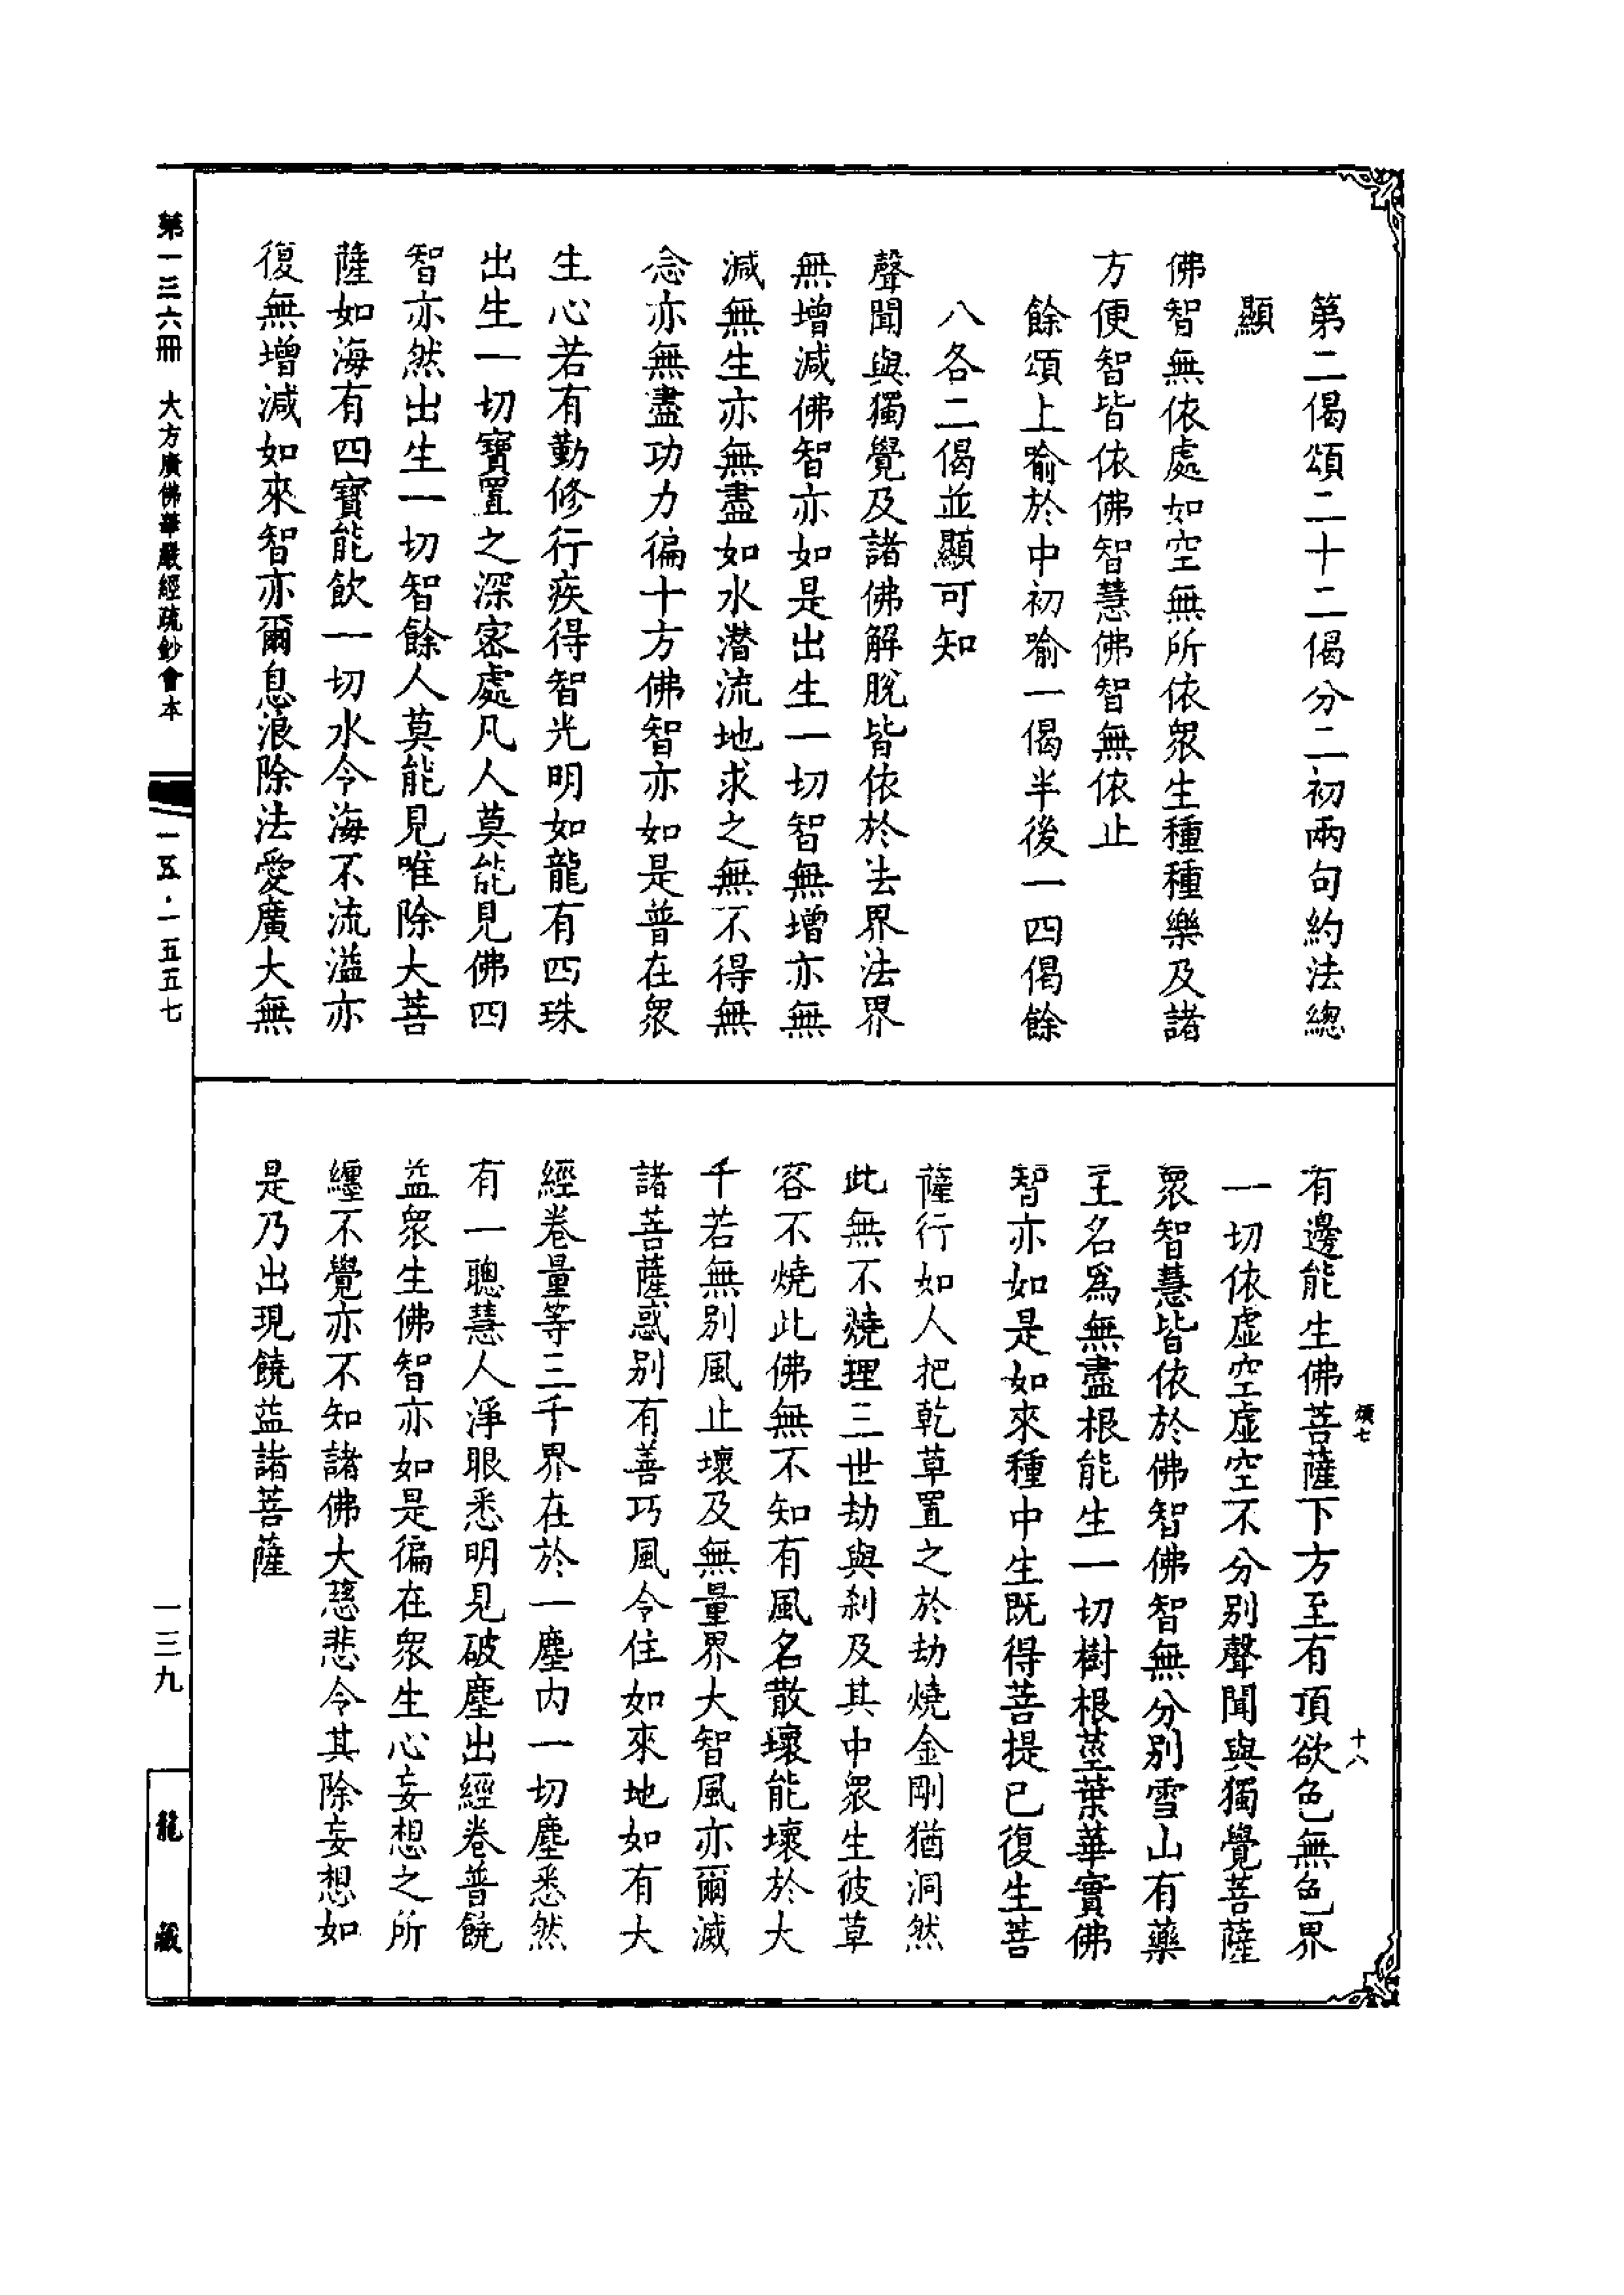 第二偈頌二十二偈分二初兩句約法總
顯
佛智無依處如空無所依衆生種種樂及諸
方便智皆依佛智慧佛智無依止
餘頌上喻於中初喻一偈半後一四偈餘
八各二偈並顯可知
聲聞與獨覺及諸佛解脫皆依於法界法界
無增減佛智亦如是出生一切智無增亦無
減無生亦無盡如水潛流地求之無不得無
念亦無盡功力徧十方佛智亦如是普在衆
生心若有勤修行疾得智光明如龍有四珠
出生一切寶置之深密處凡人莫能見佛四
智亦然出生一切智餘人莫能見唯除大菩
薩如海有四寶能飲一切水令海不流溢亦
復無增減如來智亦爾息浪除法愛廣大無
有邊能生佛菩薩下方至有頂欲色無色界
一切依虛空虛空不分別聲聞與獨覺菩薩
衆智慧皆依於佛智佛智無分別雪山有藥
王名爲無盡根能生一切樹根莖葉華實佛
智亦如是如來種中生既得菩提已復生菩
薩行如人把乾草置之於劫燒金剛猶洞然
此無不燒理三世劫與刹及其中衆生彼草
容不燒此佛無不知有風名散壞能壞於大
千若無別風止壞及無量界大智風亦爾滅
諸菩薩惑別有善巧風令住如來地如有大
經卷量等三千界在於一塵內一切塵悉然
有一聰慧人淨眼悉明見破塵出經卷普饒
益衆生佛智亦如是徧在衆生心妄想之所
纏不覺亦不知諸佛大慈悲令其除妄想如
是乃出現饒益諸菩薩
煩七
十八
第一三六冊 大方廣佛華嚴經疏鈔會本
一五·一五五七
一三九
龍藏